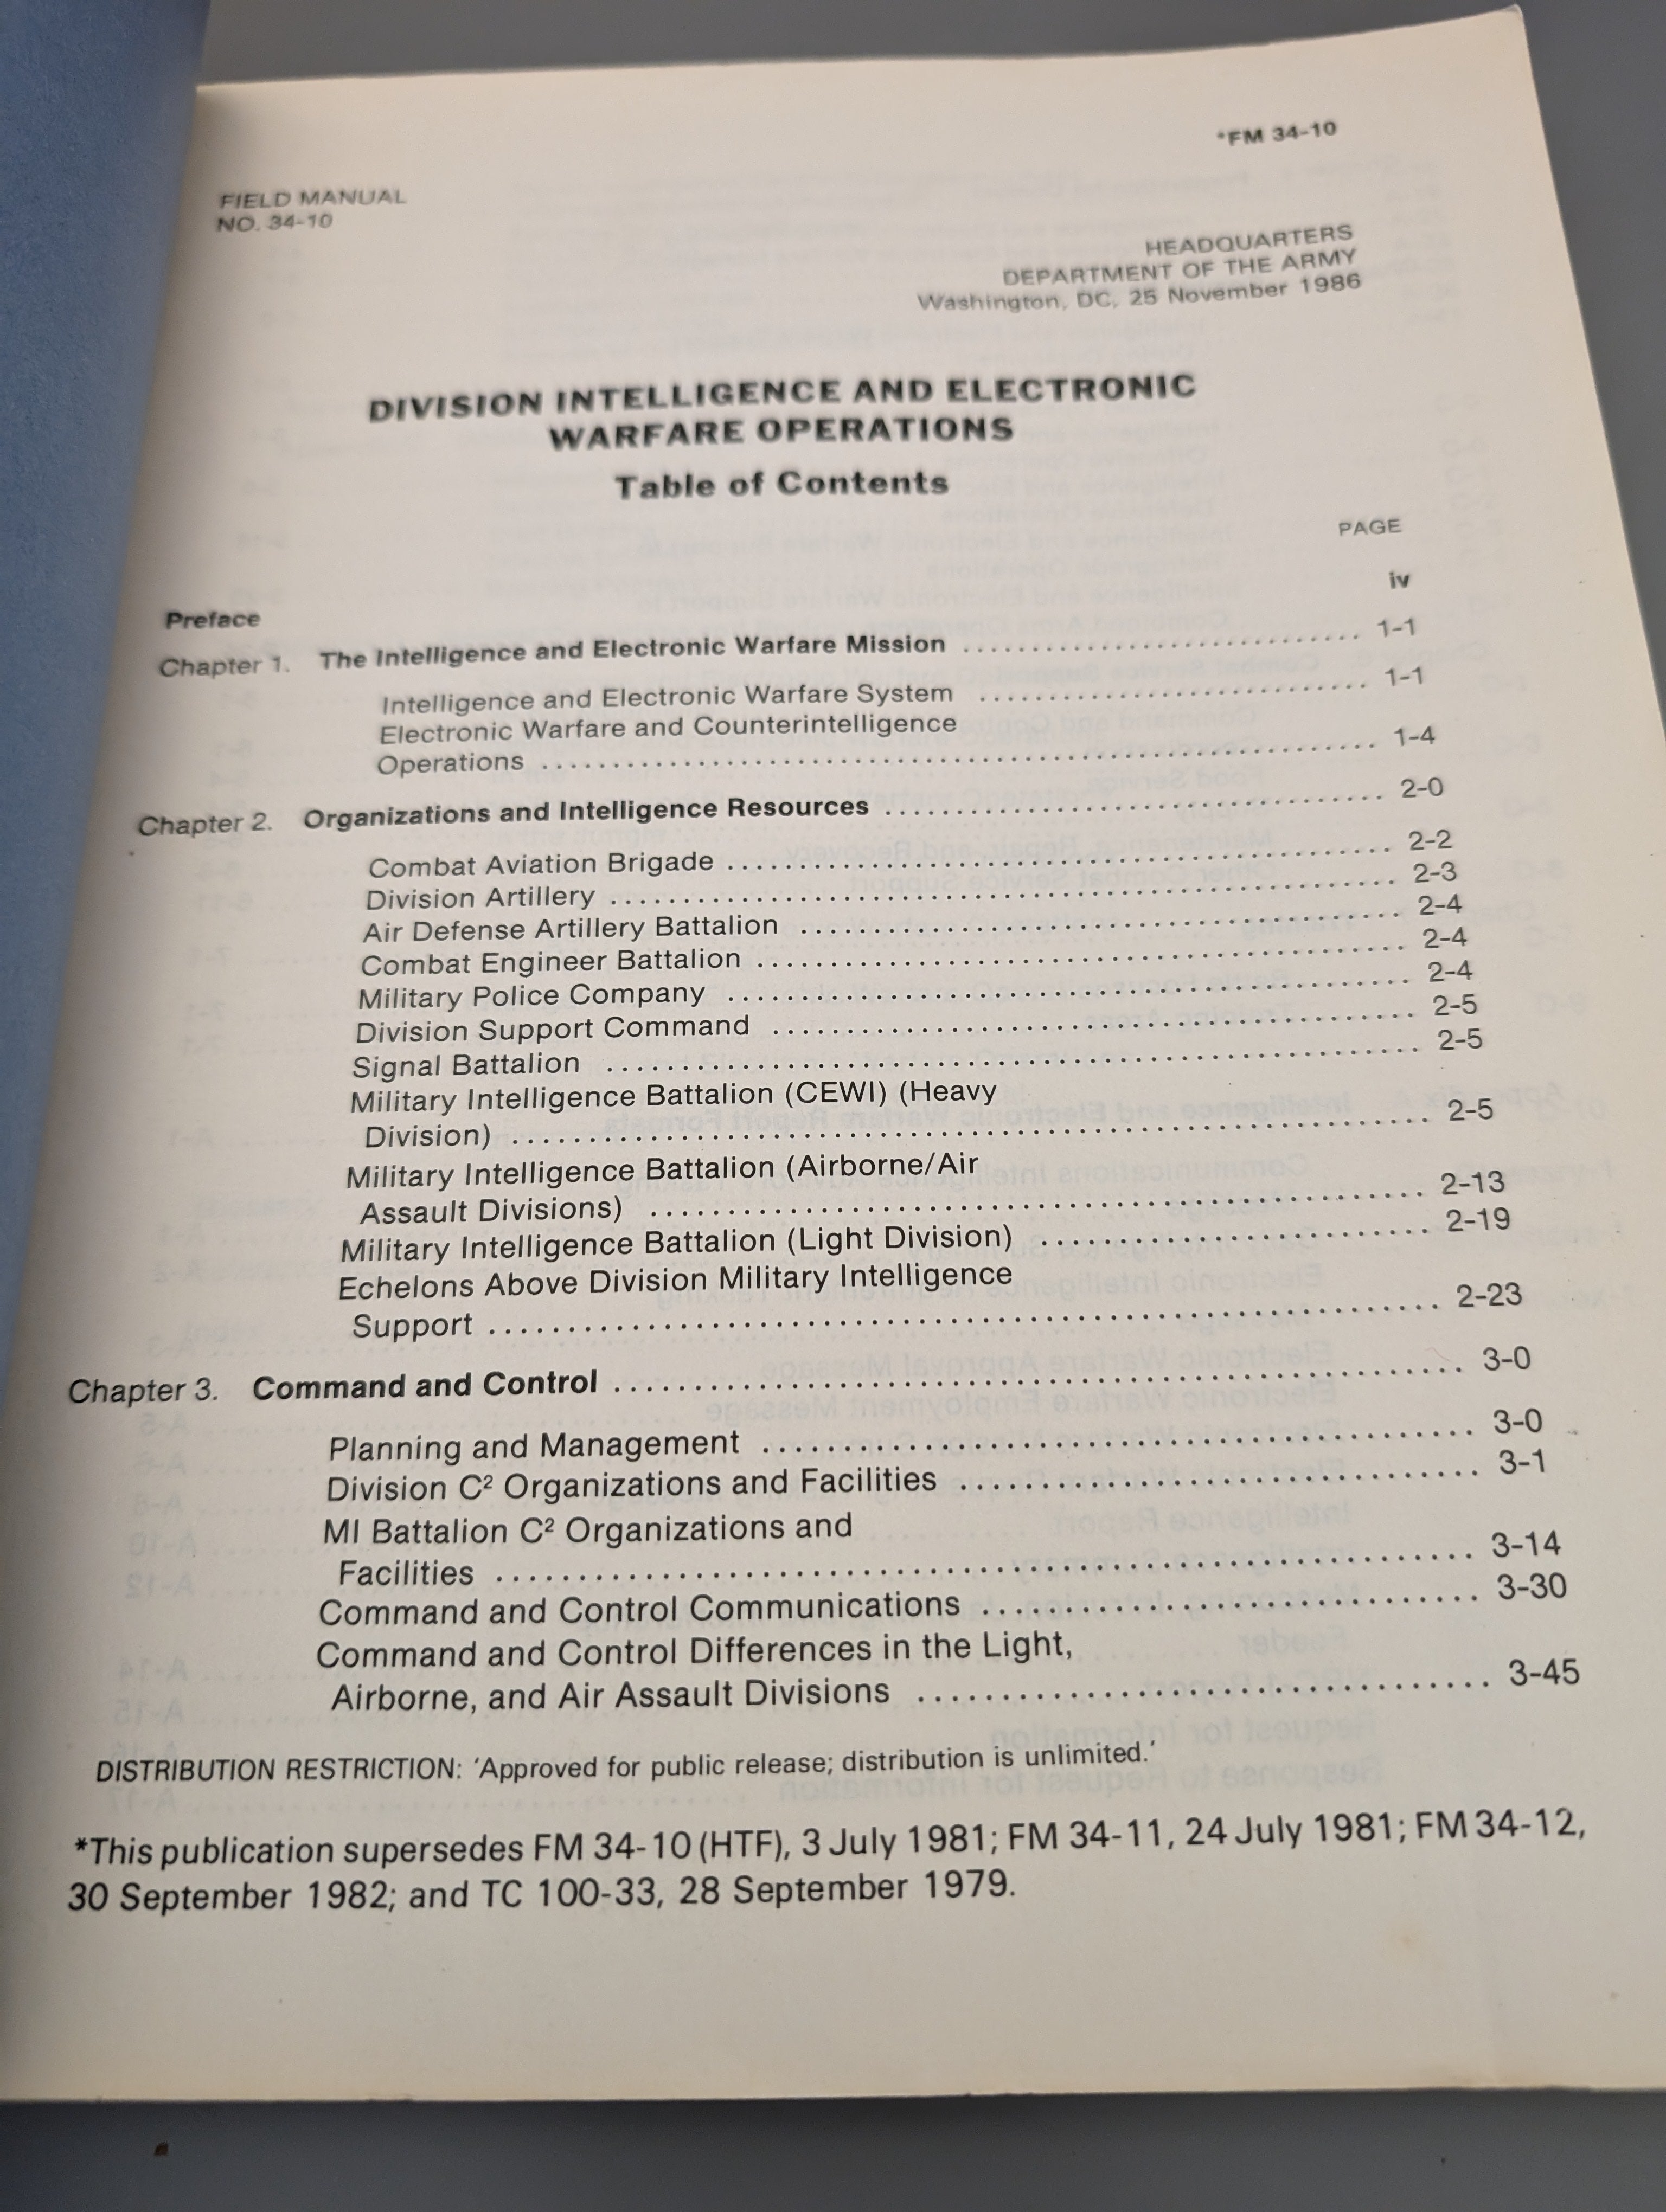 *FM 34-10
FIELD MANUAL
NO. 34-10
HEADQUARTERS
DEPARTMENT OF THE ARMY
Washington, DC, 25 November 1986
DIVISION INTELLIGENCE AND ELECTRONIC
WARFARE OPERATIONS
Table of Contents
PAGE
Preface iv
Chapter 1. The Intelligence and Electronic Warfare Mission .............................. 1-1
Intelligence and Electronic Warfare System .............................. 1-1
Electronic Warfare and Counterintelligence
Operations .............................. 1-4
Chapter 2. Organizations and Intelligence Resources .............................. 2-0
Combat Aviation Brigade .............................. 2-2
Division Artillery .............................. 2-3
Air Defense Artillery Battalion .............................. 2-4
Combat Engineer Battalion .............................. 2-4
Military Police Company .............................. 2-4
Division Support Command .............................. 2-5
Signal Battalion .............................. 2-5
Military Intelligence Battalion (CEWI) (Heavy
Division) .............................. 2-5
Military Intelligence Battalion (Airborne/Air
Assault Divisions) .............................. 2-13
Military Intelligence Battalion (Light Division) .............................. 2-19
Echelons Above Division Military Intelligence
Support .............................. 2-23
Chapter 3. Command and Control .............................. 3-0
Planning and Management .............................. 3-0
Division C² Organizations and Facilities .............................. 3-1
MI Battalion C² Organizations and
Facilities .............................. 3-14
Command and Control Communications .............................. 3-30
Command and Control Differences in the Light,
Airborne, and Air Assault Divisions .............................. 3-45
DISTRIBUTION RESTRICTION: 'Approved for public release; distribution is unlimited.'
*This publication supersedes FM 34-10 (HTF), 3 July 1981; FM 34-11, 24 July 1981; FM 34-12,
30 September 1982; and TC 100-33, 28 September 1979.